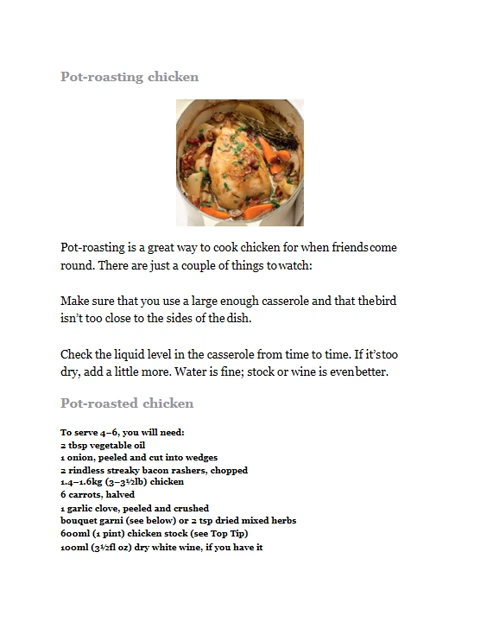 Pot-roasting chicken
Pot-roasting is a great way to cook chicken for when friends come
round. There are just a couple of things to watch:
Make sure that you use a large enough casserole and that the bird
isn't too close to the sides of the dish.
Check the liquid level in the casserole from time to time. If it's too
dry, add a little more. Water is fine; stock or wine is even better.
Pot-roasted chicken
To serve 4–6, you will need:
2 tbsp vegetable oil
1 onion, peeled and cut into wedges
2 rindless streaky bacon rashers, chopped
1.4–1.6kg (3–3½lb) chicken
6 carrots, halved
1 garlic clove, peeled and crushed
bouquet garni (see below) or 2 tsp dried mixed herbs
600ml (1 pint) chicken stock (see Top Tip)
100ml (3½fl oz) dry white wine, if you have it